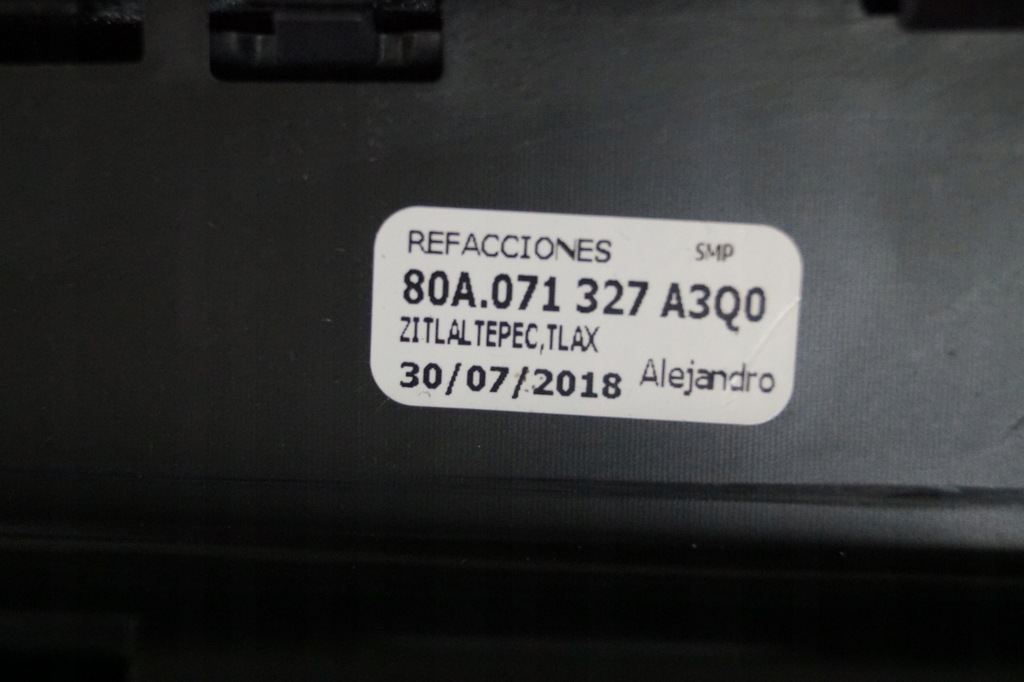 REFACCIONES SMP
80A.071 327 A3Q0
ZITLALTEPEC,TLAX
30/07/2018 Alejandro